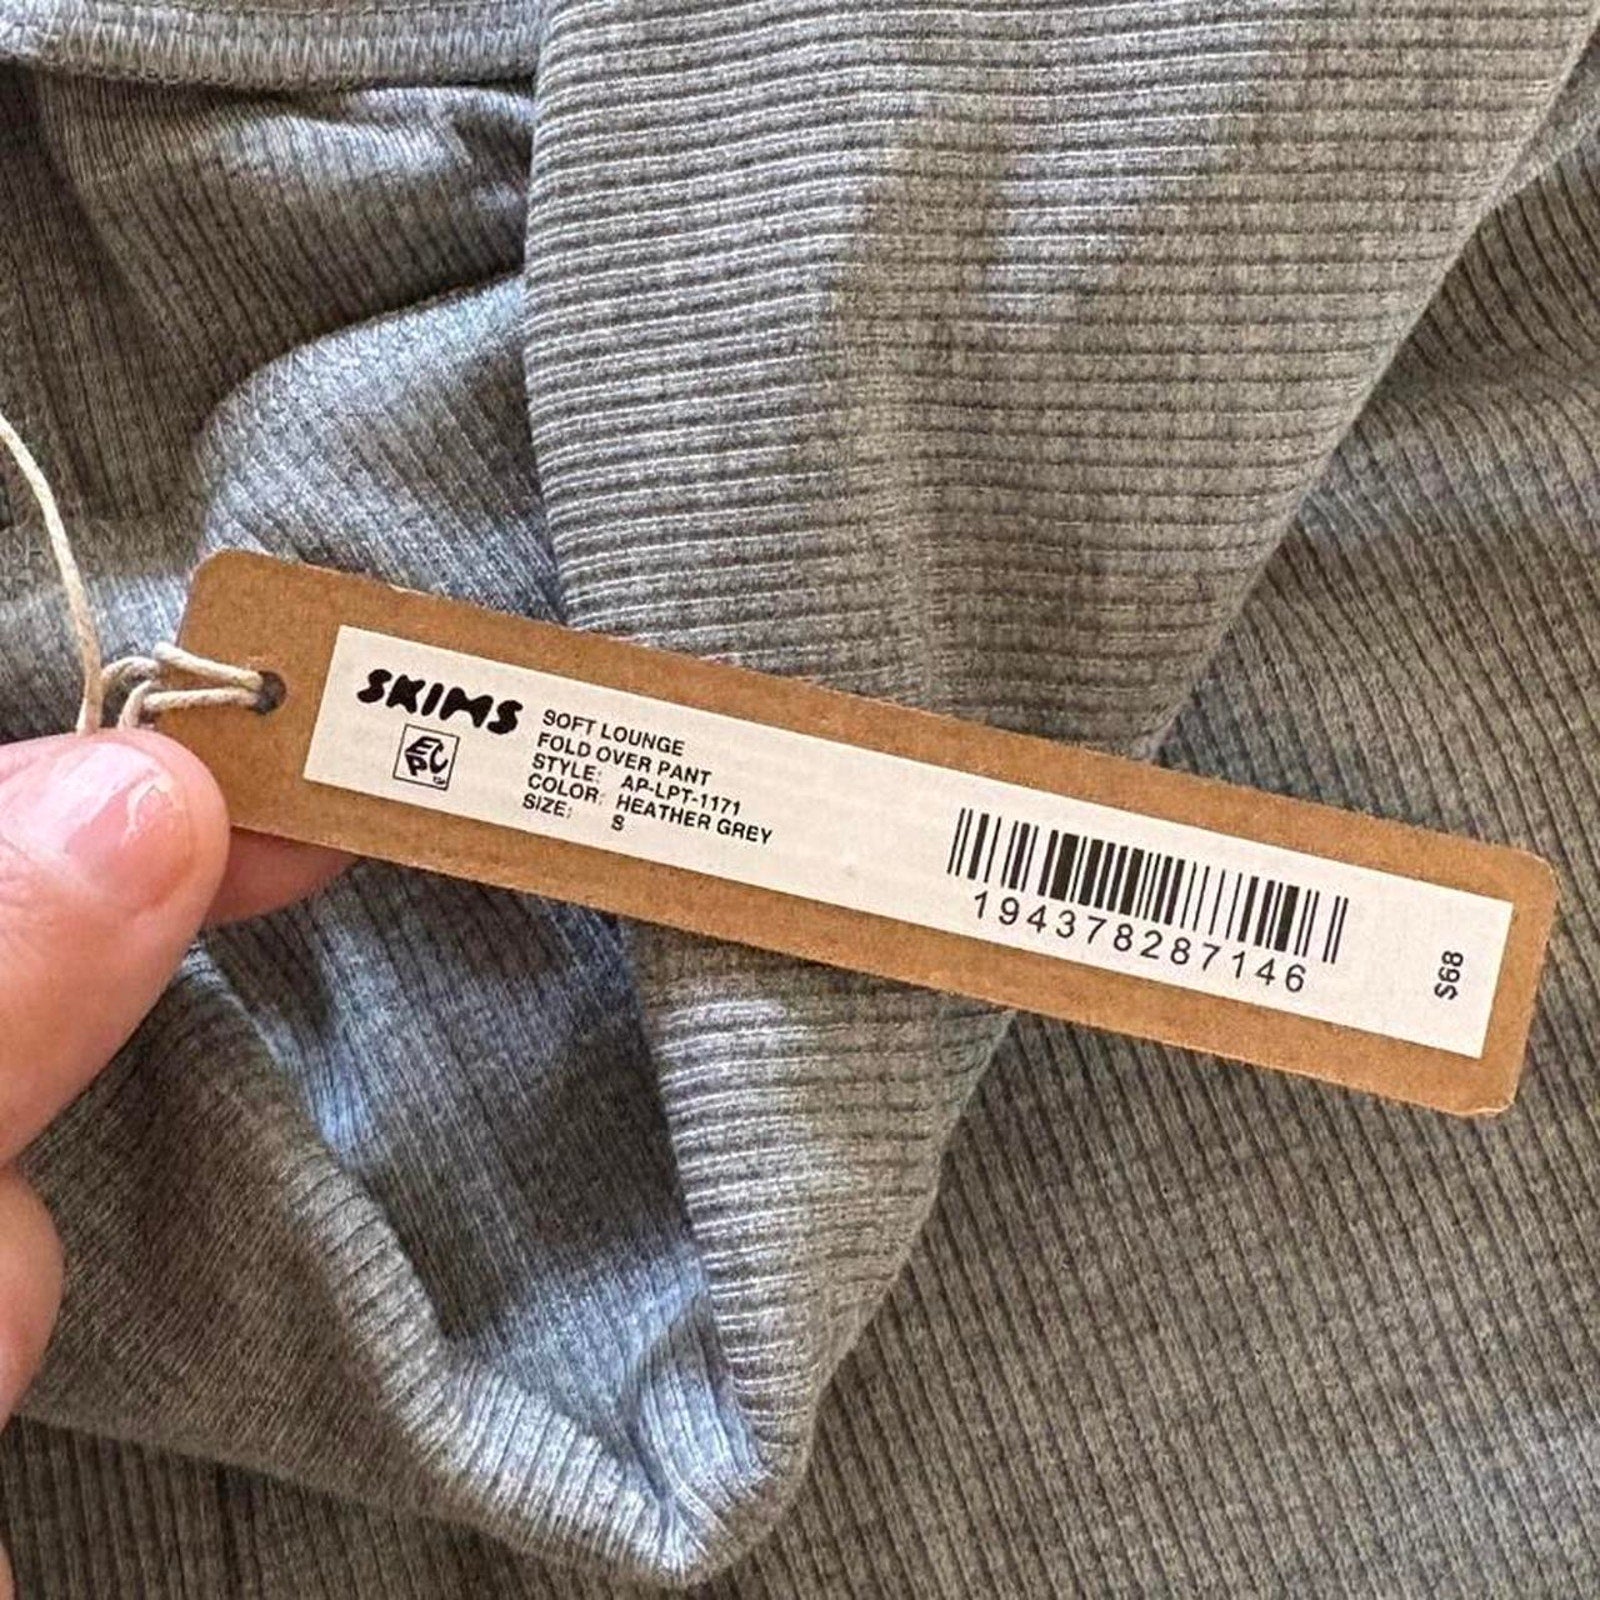 SKIMS
SOFT LOUNGE
FOLD OVER PANT
STYLE: AP-LPT-1171
COLOR: HEATHER GREY
SIZE: S
194378287146
$68